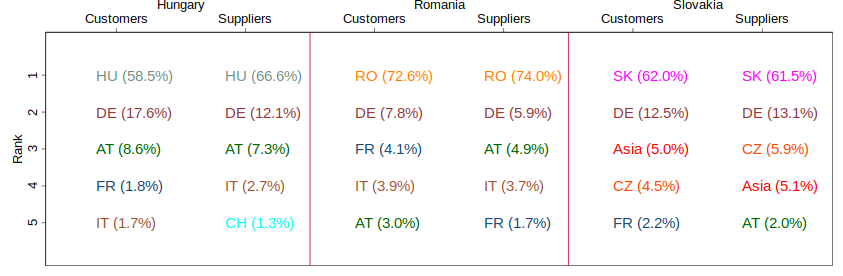 Hungary Romania Slovakia
Customers Suppliers Customers Suppliers Customers Suppliers
Rank
1 HU (58.5%) HU (66.6%) RO (72.6%) RO (74.0%) SK (62.0%) SK (61.5%)
2 DE (17.6%) DE (12.1%) DE (7.8%) DE (5.9%) DE (12.5%) DE (13.1%)
3 AT (8.6%) AT (7.3%) FR (4.1%) AT (4.9%) Asia (5.0%) CZ (5.9%)
4 FR (1.8%) IT (2.7%) IT (3.9%) IT (3.7%) CZ (4.5%) Asia (5.1%)
5 IT (1.7%) CH (1.3%) AT (3.0%) FR (1.7%) FR (2.2%) AT (2.0%)